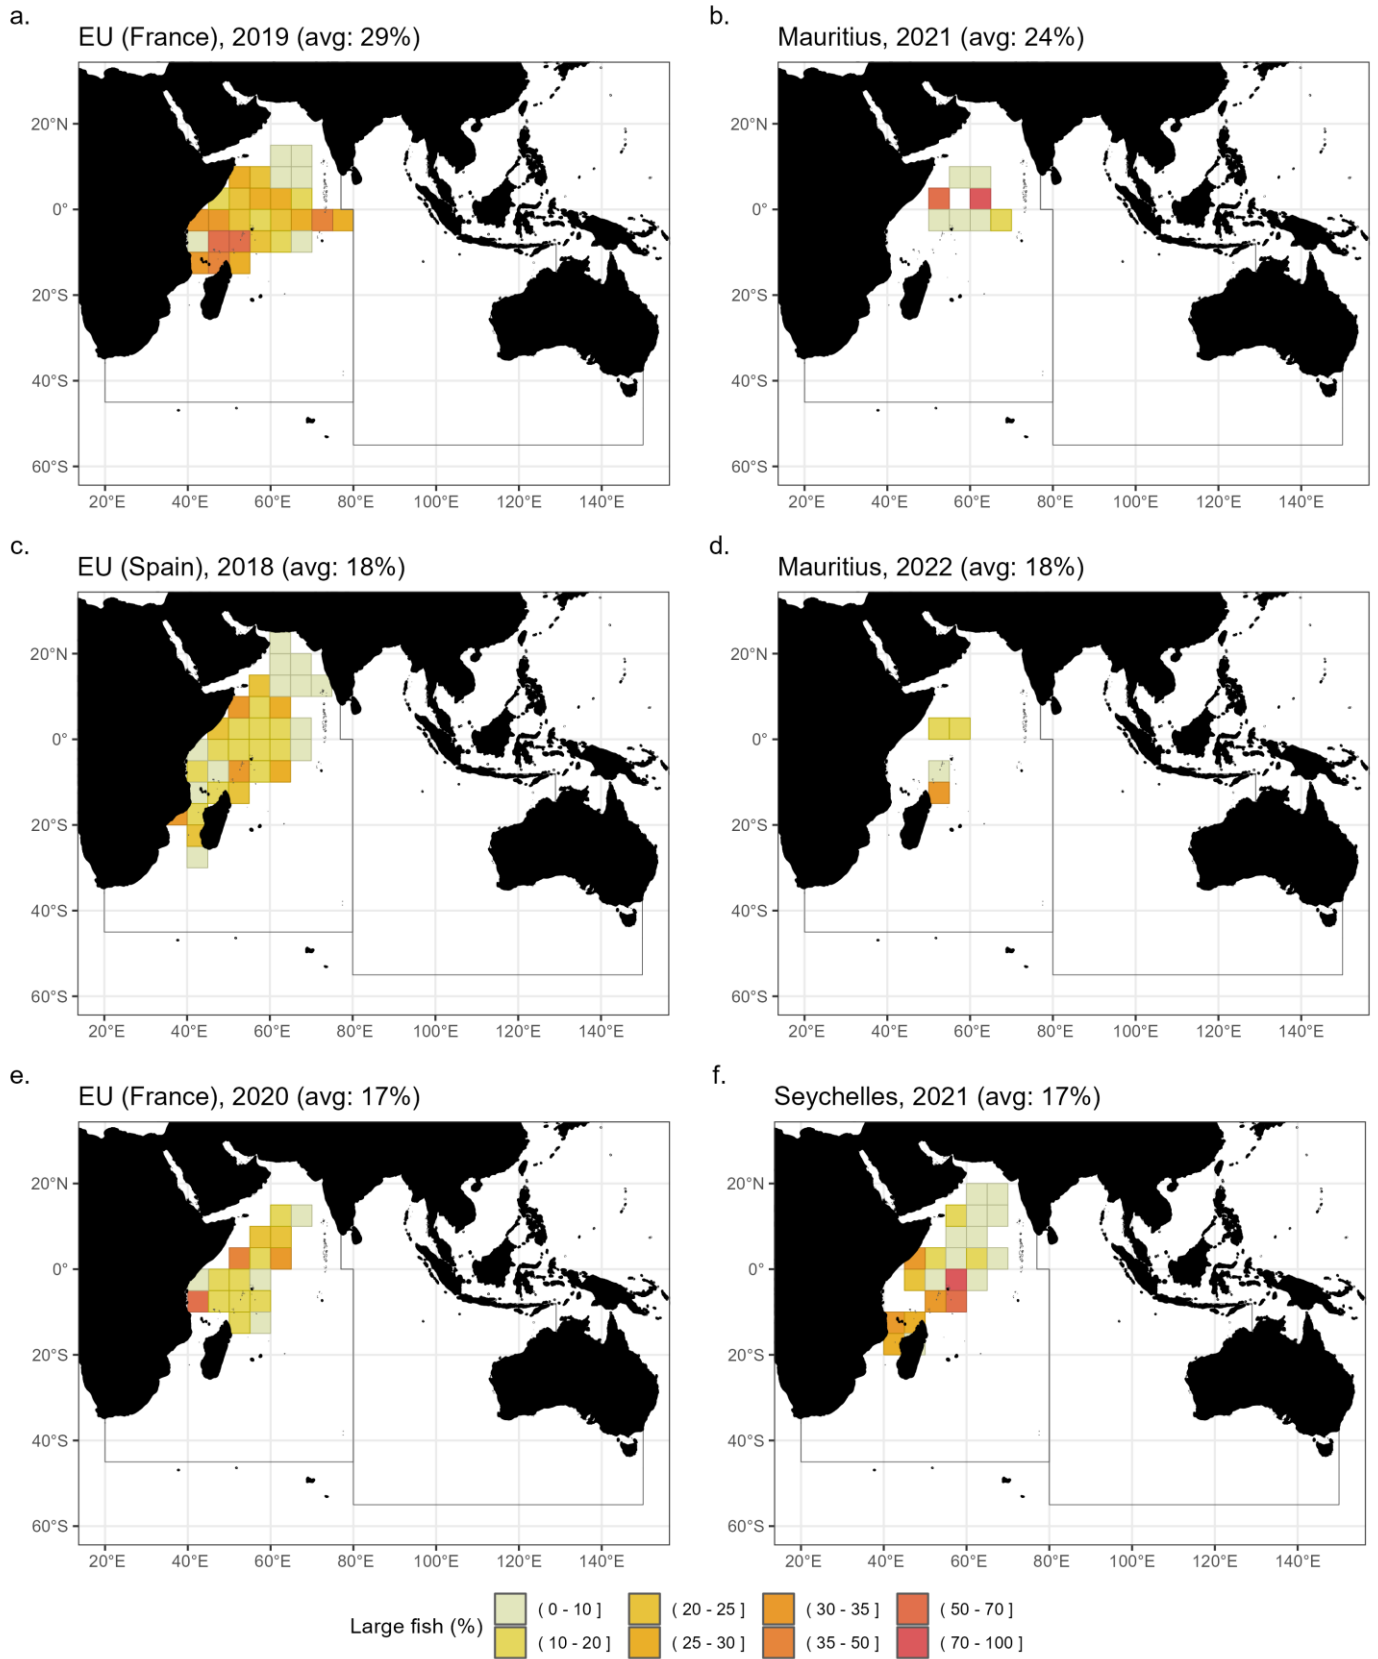 a.
EU (France), 2019 (avg: 29%)
20°N
0°
20°S
40°S
60°S
20°E 40°E 60°E 80°E 100°E 120°E 140°E
b.
Mauritius, 2021 (avg: 24%)
20°N
0°
20°S
40°S
60°S
20°E 40°E 60°E 80°E 100°E 120°E 140°E
c.
EU (Spain), 2018 (avg: 18%)
20°N
0°
20°S
40°S
60°S
20°E 40°E 60°E 80°E 100°E 120°E 140°E
d.
Mauritius, 2022 (avg: 18%)
20°N
0°
20°S
40°S
60°S
20°E 40°E 60°E 80°E 100°E 120°E 140°E
e.
EU (France), 2020 (avg: 17%)
20°N
0°
20°S
40°S
60°S
20°E 40°E 60°E 80°E 100°E 120°E 140°E
f.
Seychelles, 2021 (avg: 17%)
20°N
0°
20°S
40°S
60°S
20°E 40°E 60°E 80°E 100°E 120°E 140°E
Large fish (%)
( 0 - 10 ] ( 20 - 25 ] ( 30 - 35 ] ( 50 - 70 ]
( 10 - 20 ] ( 25 - 30 ] ( 35 - 50 ] ( 70 - 100 ]